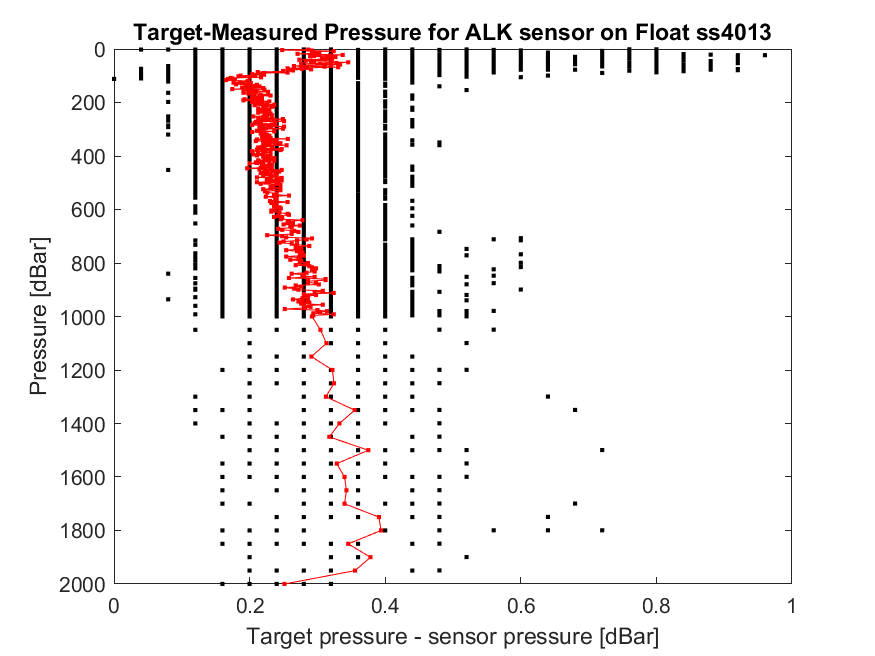 Target-Measured Pressure for ALK sensor on Float ss4013
0
200
400
600
800
1000
1200
1400
1600
1800
2000
Pressure [dBar]
0 0.2 0.4 0.6 0.8 1
Target pressure - sensor pressure [dBar]